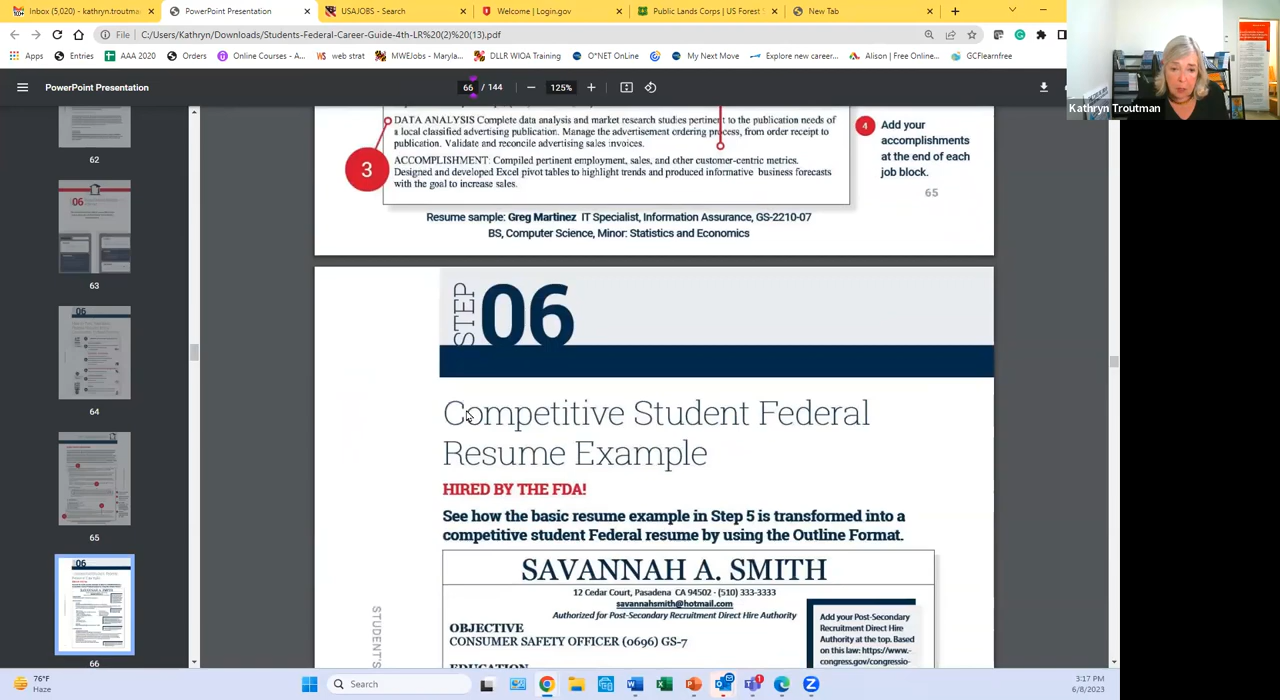 Inbox (5,020) - kathryn.troutma
PowerPoint Presentation
USAJOBS - Search
Welcome | Login.gov
Public Lands Corps | US Forest
New Tab
File
C:/Users/Kathryn/Downloads/Students-Federal-Career-Guide-4th-LR%20(2)%20(13).pdf
Apps
Entries
AAA 2020
Orders
Online Courses - A...
web strat
MWEJobs – Maryla...
DLLR WIOA Training
O*NET OnLine
My Next Move
Explore new career...
Alison | Free Online...
GCFlearnfree
PowerPoint Presentation
66 / 144
125%
Kathryn Troutman
62
63
64
65
66
DATA ANALYSIS Complete data analysis and market research studies pertinent to the publication needs of
a local classified advertising publication. Manage the advertisement ordering process, from order receipt to
publication. Validate and reconcile advertising sales invoices.
3
ACCOMPLISHMENT: Compiled pertinent employment, sales, and other customer-centric metrics.
Designed and developed Excel pivot tables to highlight trends and produced informative business forecasts
with the goal to increase sales.
4
Add your
accomplishments
at the end of each
job block.
65
Resume sample: Greg Martinez IT Specialist, Information Assurance, GS-2210-07
BS, Computer Science, Minor: Statistics and Economics
STEP 06
Competitive Student Federal
Resume Example
HIRED BY THE FDA!
See how the basic resume example in Step 5 is transformed into a
competitive student Federal resume by using the Outline Format.
SAVANNAH A. SMITH
12 Cedar Court, Pasadena CA 94502 · (510) 333-3333
savannahsmith@hotmail.com
Authorized for Post-Secondary Recruitment Direct Hire Authority
OBJECTIVE
CONSUMER SAFETY OFFICER (0696) GS-7
EDUCATION
Add your Post-Secondary
Recruitment Direct Hire
Authority at the top. Based
on this law: https://www.-
congress.gov/congressio-
STUDENT'S
76°F
Haze
Search
3:17 PM
6/8/2023